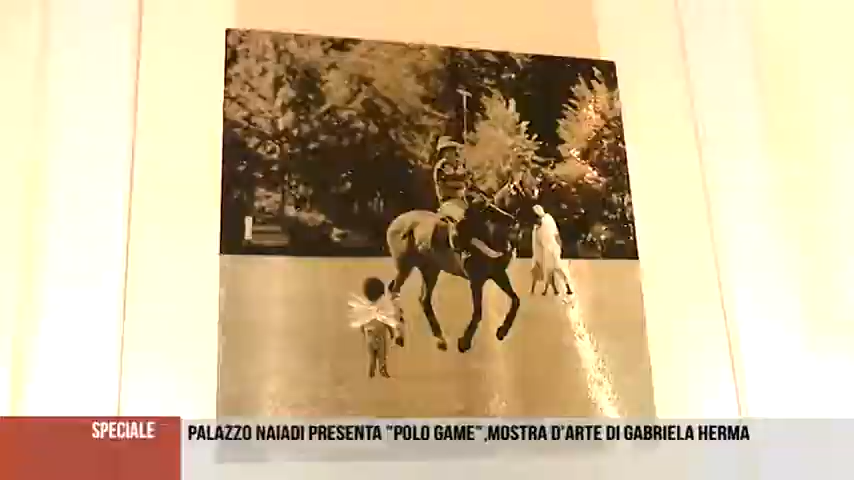 SPECIALE
PALAZZO NAIADI PRESENTA "POLO GAME",MOSTRA D'ARTE DI GABRIELA HERMA